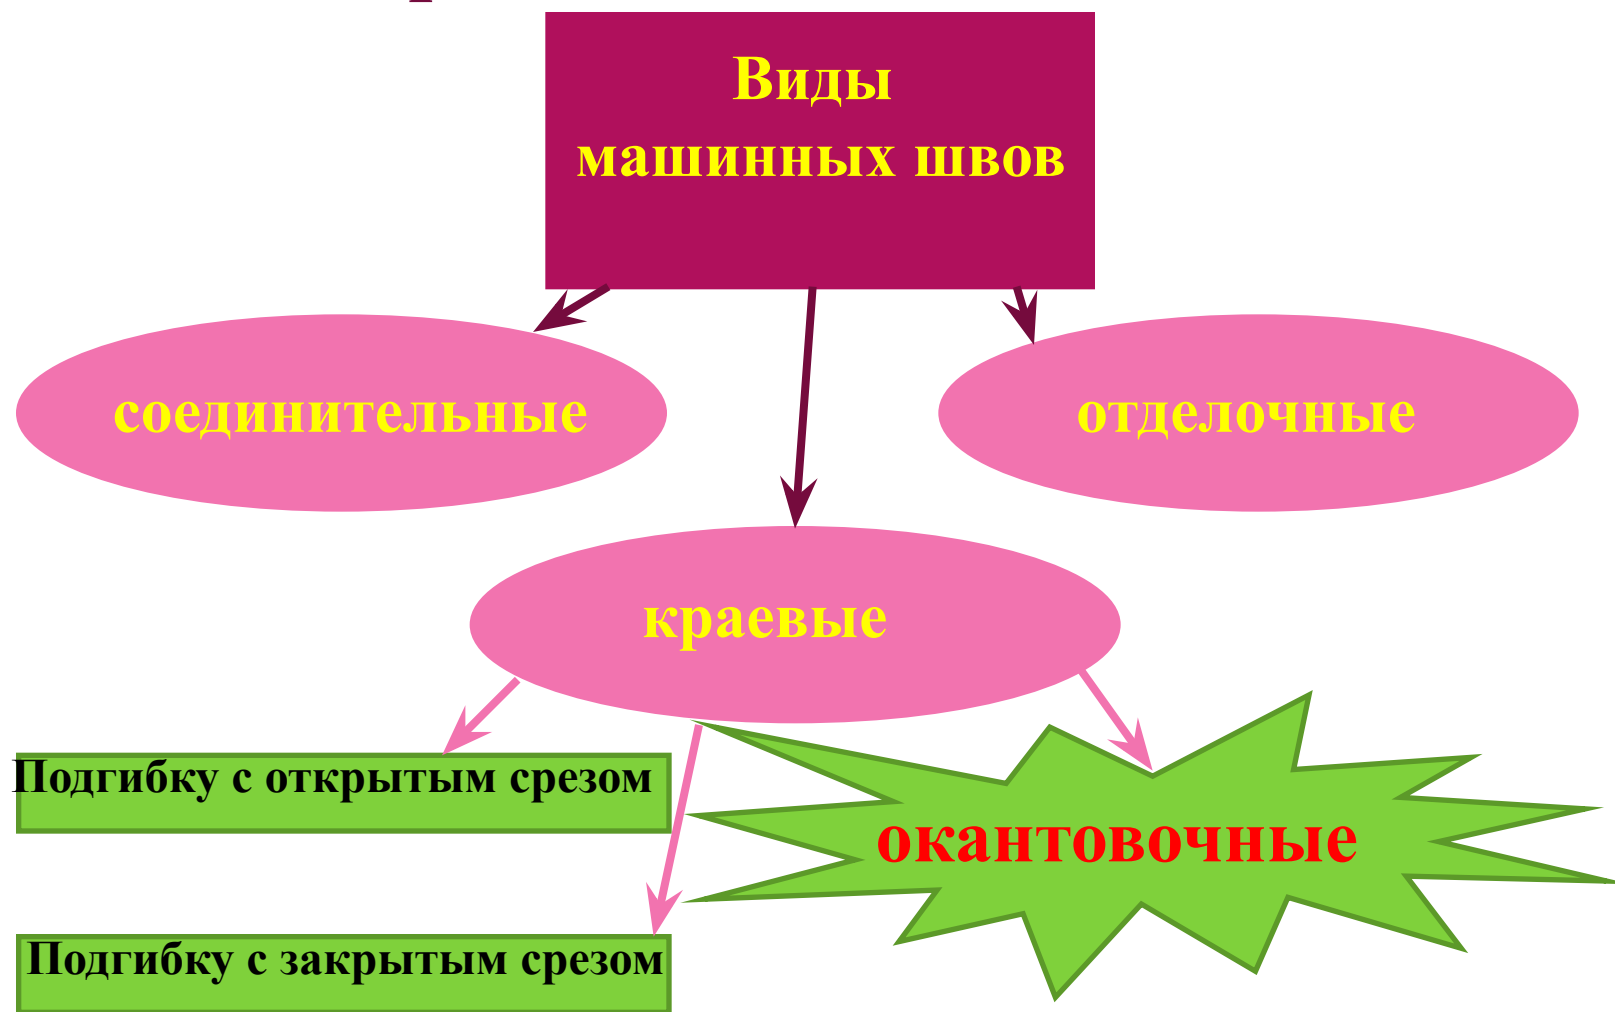 Виды
машинных швов
соединительные
отделочные
краевые
Подгибку с открытым срезом
окантовочные
Подгибку с закрытым срезом